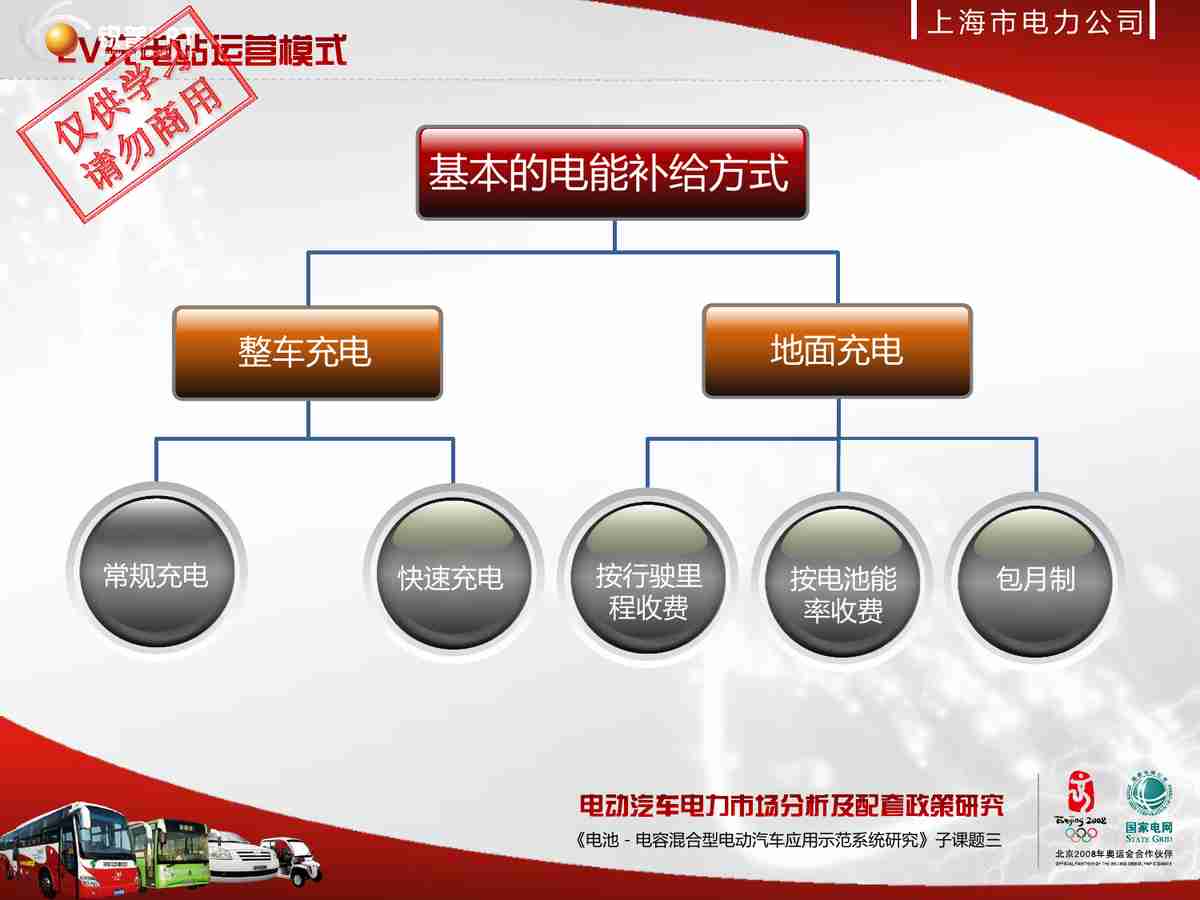 上海市电力公司
EV充电站运营模式
仅供学习
请勿商用
基本的电能补给方式
整车充电
地面充电
常规充电
快速充电
按行驶里
程收费
按电池能
率收费
包月制
电动汽车电力市场分析及配套政策研究
《电池－电容混合型电动汽车应用示范系统研究》子课题三
Beijing 2008
国家电网
STATE GRID
北京2008年奥运会合作伙伴